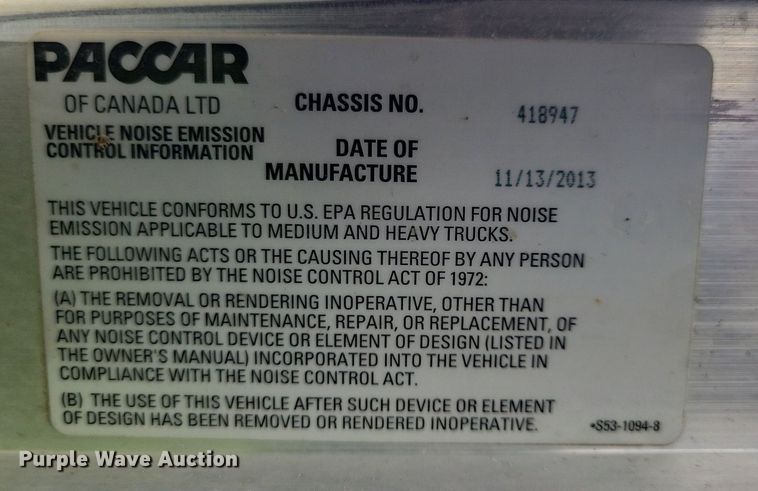 PACCAR
OF CANADA LTD
CHASSIS NO. 418947
VEHICLE NOISE EMISSION
CONTROL INFORMATION
DATE OF
MANUFACTURE 11/13/2013
THIS VEHICLE CONFORMS TO U.S. EPA REGULATION FOR NOISE
EMISSION APPLICABLE TO MEDIUM AND HEAVY TRUCKS.
THE FOLLOWING ACTS OR THE CAUSING THEREOF BY ANY PERSON
ARE PROHIBITED BY THE NOISE CONTROL ACT OF 1972:
(A) THE REMOVAL OR RENDERING INOPERATIVE, OTHER THAN
FOR PURPOSES OF MAINTENANCE, REPAIR, OR REPLACEMENT, OF
ANY NOISE CONTROL DEVICE OR ELEMENT OF DESIGN (LISTED IN
THE OWNER'S MANUAL) INCORPORATED INTO THE VEHICLE IN
COMPLIANCE WITH THE NOISE CONTROL ACT.
(B) THE USE OF THIS VEHICLE AFTER SUCH DEVICE OR ELEMENT
OF DESIGN HAS BEEN REMOVED OR RENDERED INOPERATIVE.
•S53-1094-8
Purple Wave Auction